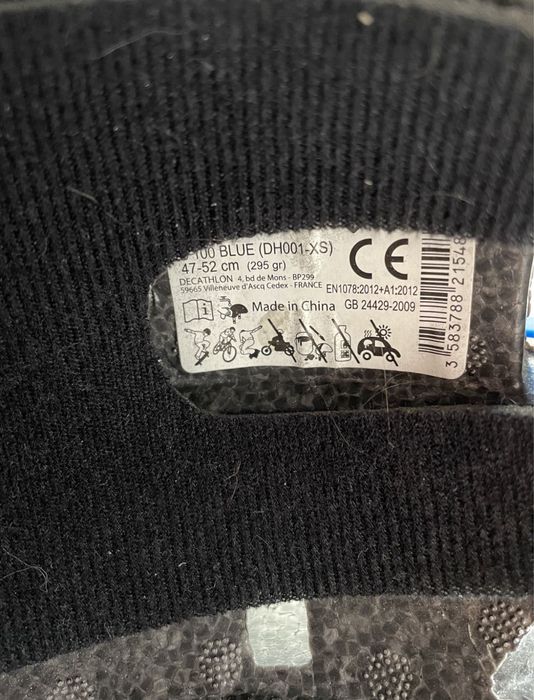 100 BLUE (DH001-XS)
47-52 cm (295 gr)
DECATHLON 4, bd de Mons - BP299
59665 Villeneuve d'Ascq Cedex - FRANCE EN1078:2012+A1:2012
Made in China GB 24429-2009
CE
3 583788 21548